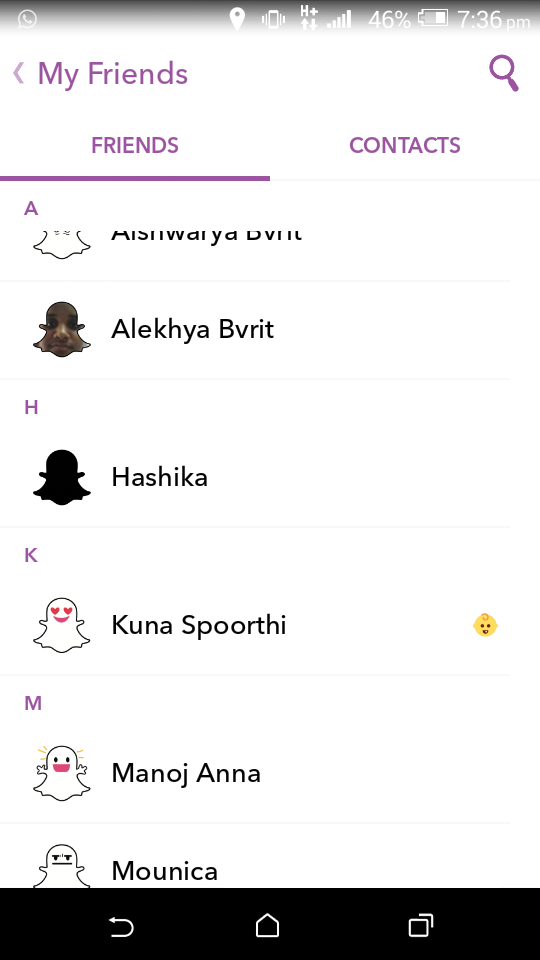 H+ 46% 7:36 pm
My Friends
FRIENDS CONTACTS
A
Aishwarya Bvrit
Alekhya Bvrit
H
Hashika
K
Kuna Spoorthi
M
Manoj Anna
Mounica